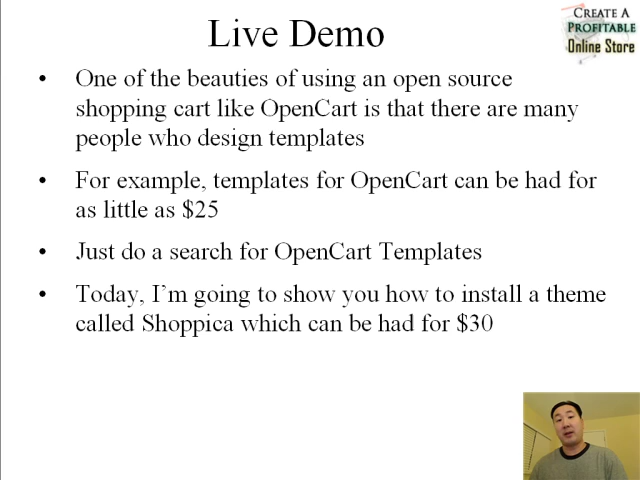 Live Demo
CREATE A
PROFITABLE
Online Store
• One of the beauties of using an open source
shopping cart like OpenCart is that there are many
people who design templates
• For example, templates for OpenCart can be had for
as little as $25
• Just do a search for OpenCart Templates
• Today, I'm going to show you how to install a theme
called Shoppica which can be had for $30